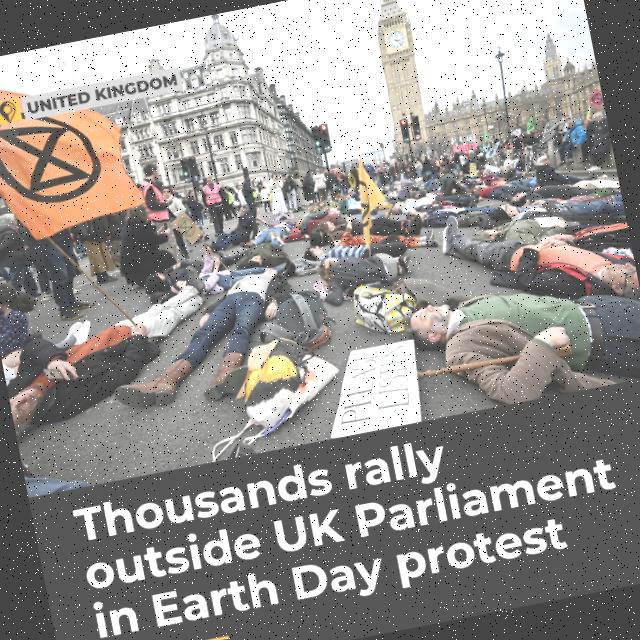 UNITED KINGDOM
Thousands rally
outside UK Parliament
in Earth Day protest